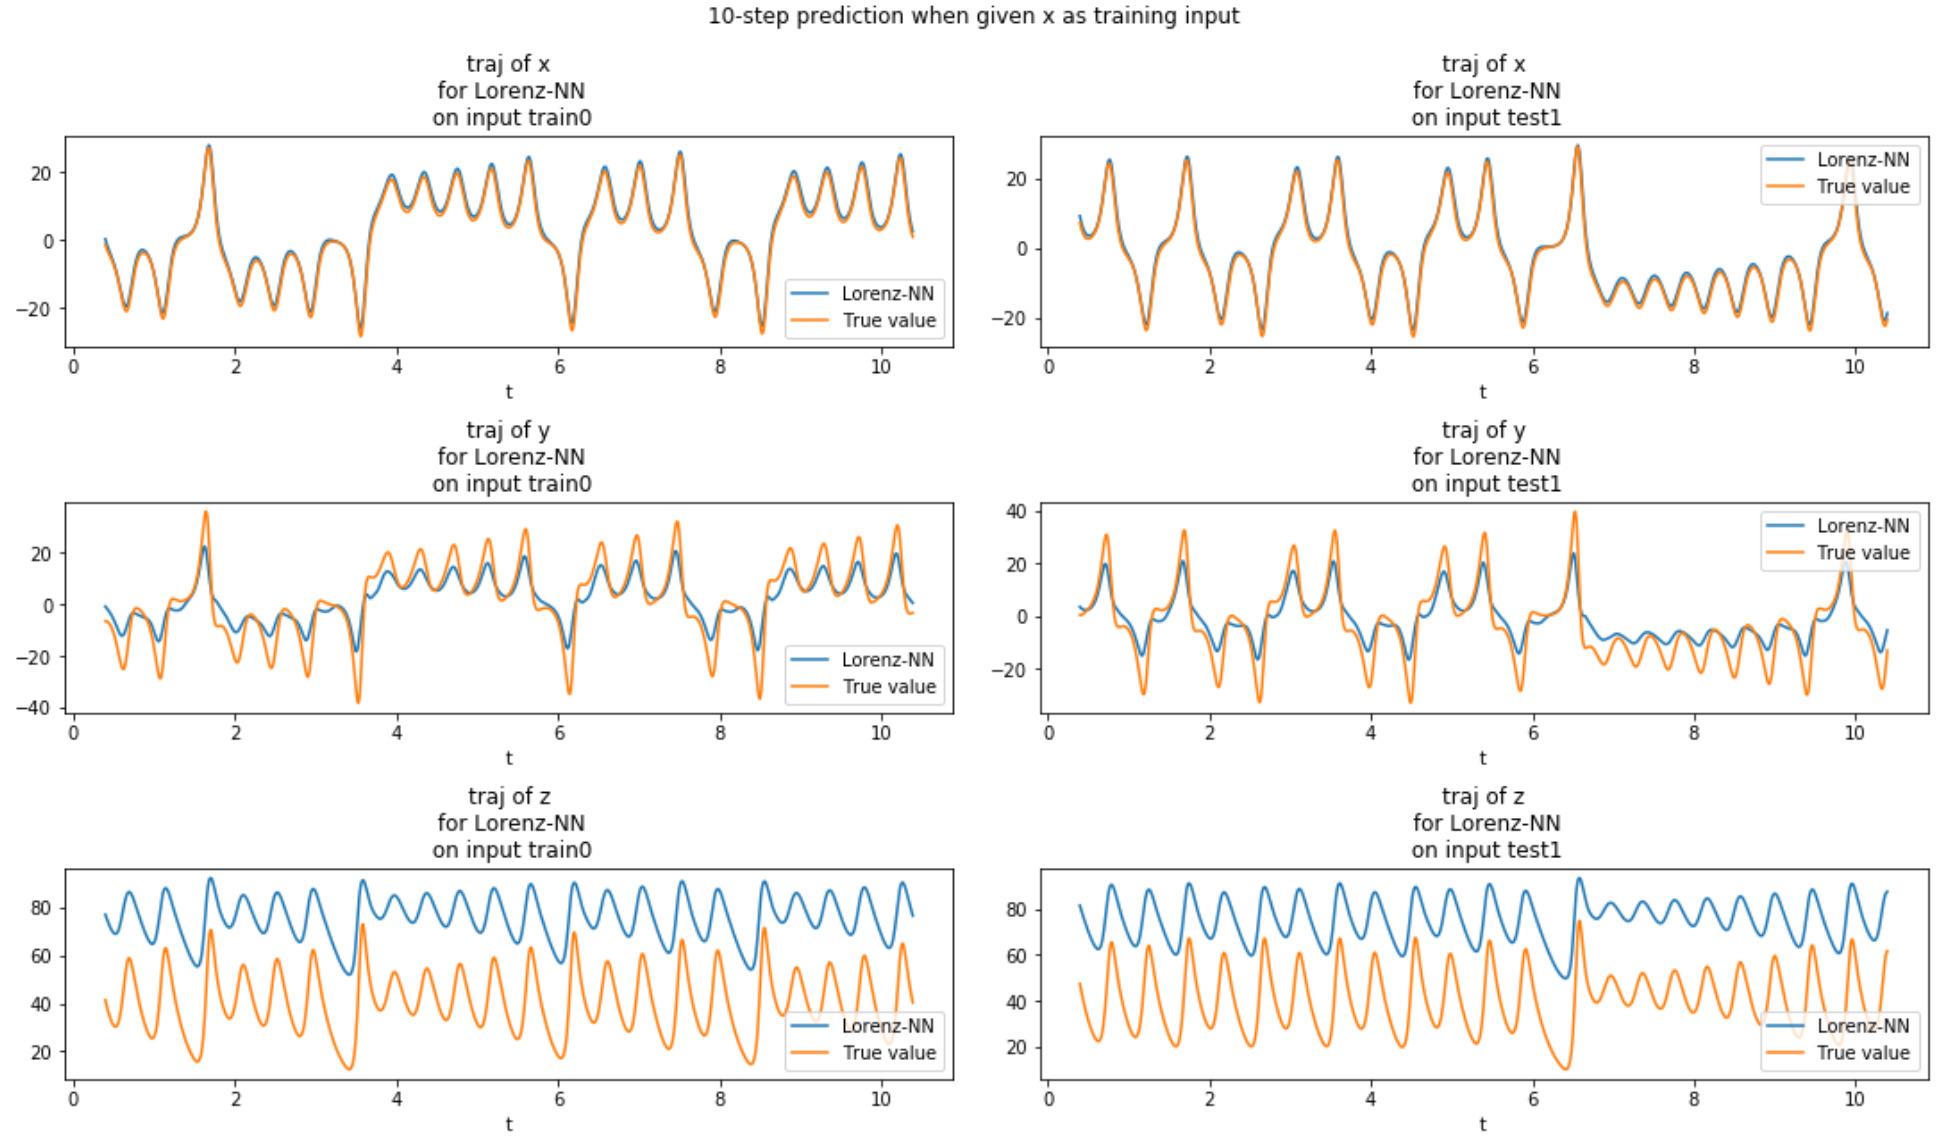 10-step prediction when given x as training input
traj of x
for Lorenz-NN
on input train0
20
0
−20
Lorenz-NN
True value
0 2 4 6 8 10
t
traj of x
for Lorenz-NN
on input test1
20
0
−20
Lorenz-NN
True value
0 2 4 6 8 10
t
traj of y
for Lorenz-NN
on input train0
20
0
−20
−40
Lorenz-NN
True value
0 2 4 6 8 10
t
traj of y
for Lorenz-NN
on input test1
40
20
0
−20
Lorenz-NN
True value
0 2 4 6 8 10
t
traj of z
for Lorenz-NN
on input train0
80
60
40
20
Lorenz-NN
True value
0 2 4 6 8 10
t
traj of z
for Lorenz-NN
on input test1
80
60
40
20
Lorenz-NN
True value
0 2 4 6 8 10
t